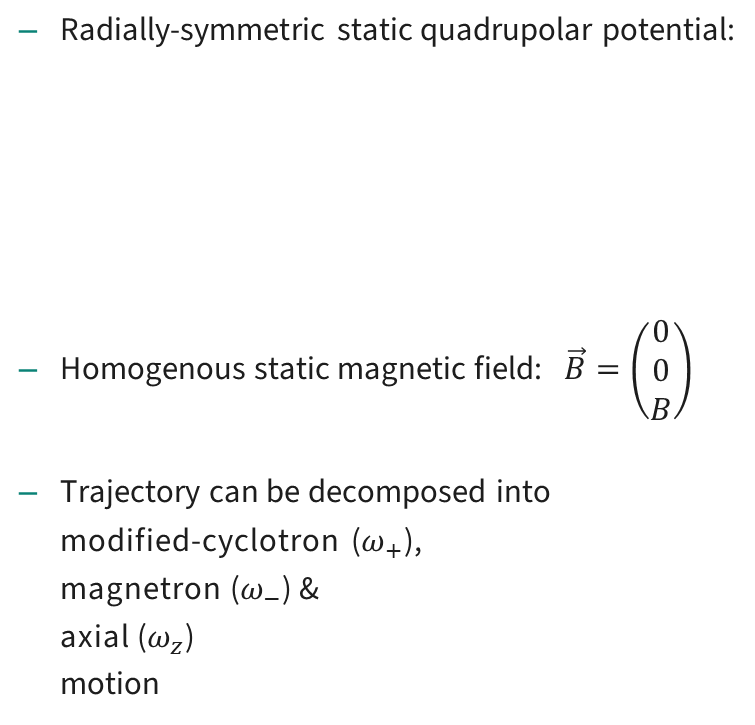 – Radially-symmetric static quadrupolar potential:
– Homogenous static magnetic field: $\vec{B} = \begin{pmatrix} 0 \\ 0 \\ B \end{pmatrix}$
– Trajectory can be decomposed into
modified-cyclotron ($\omega_+$),
magnetron ($\omega_-$) &
axial ($\omega_z$)
motion